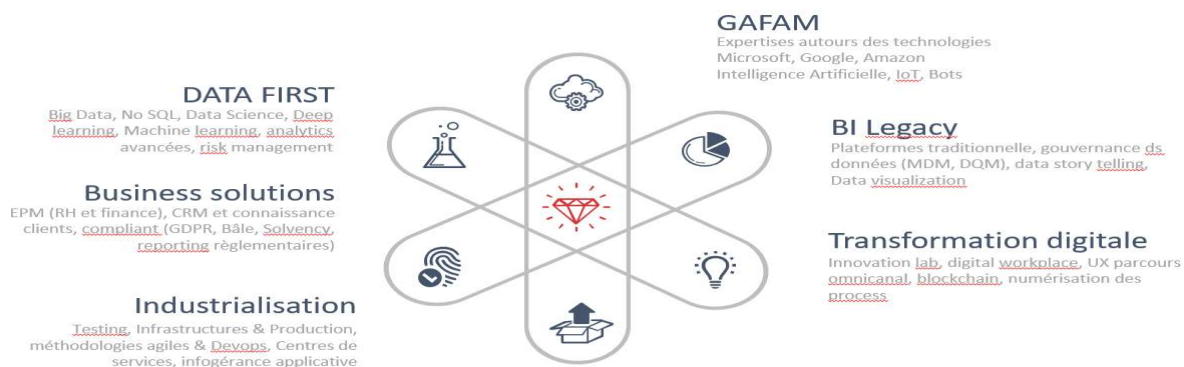 GAFAM
Expertises autours des technologies
Microsoft, Google, Amazon
Intelligence Artificielle, IoT, Bots
DATA FIRST
Big Data, No SQL, Data Science, Deep
learning, Machine learning, analytics
avancées, risk management
BI Legacy
Plateformes traditionnelle, gouvernance ds
données (MDM, DQM), data story telling,
Data visualization
Business solutions
EPM (RH et finance), CRM et connaissance
clients, compliant (GDPR, Bâle, Solvency,
reporting règlementaires)
Transformation digitale
Innovation lab, digital workplace, UX parcours
omnicanal, blockchain, numérisation des
process
Industrialisation
Testing, Infrastructures & Production,
méthodologies agiles & Devops, Centres de
services, infogérance applicative